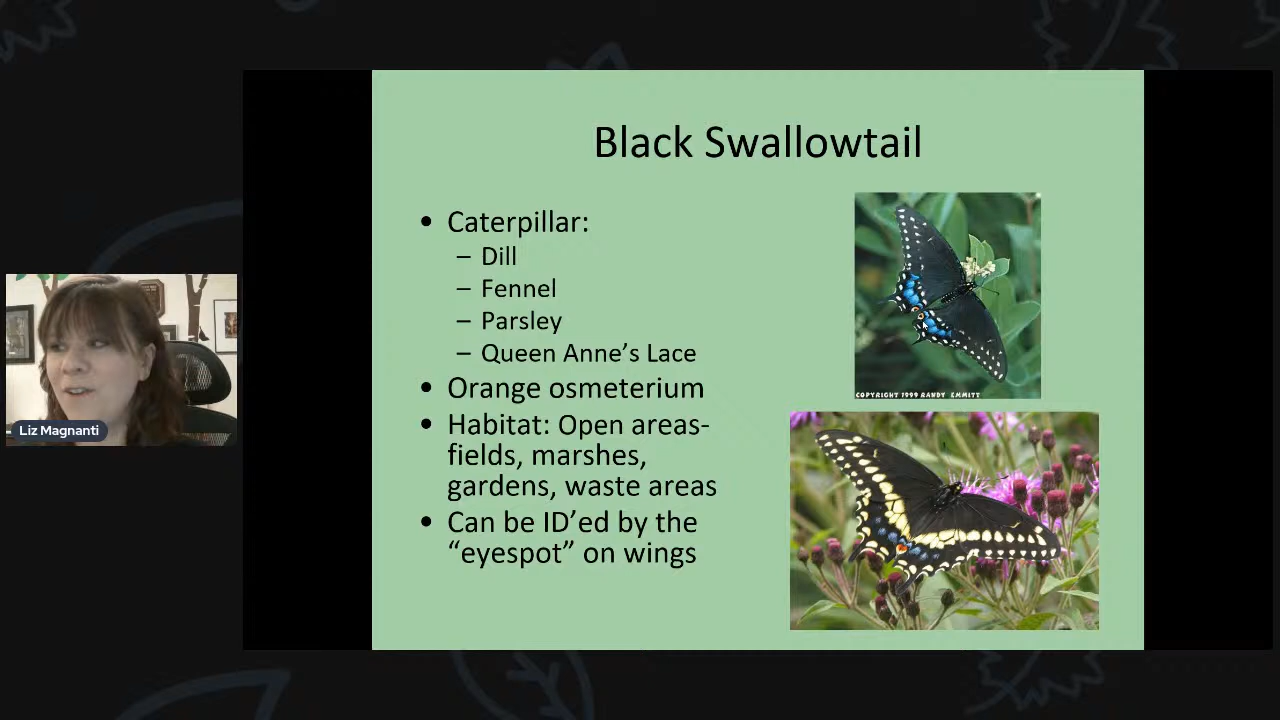 Black Swallowtail
• Caterpillar:
– Dill
– Fennel
– Parsley
– Queen Anne’s Lace
• Orange osmeterium
• Habitat: Open areas-
fields, marshes,
gardens, waste areas
• Can be ID’ed by the
“eyespot” on wings
COPYRIGHT 1999 RANDY EMMITT
Liz Magnanti